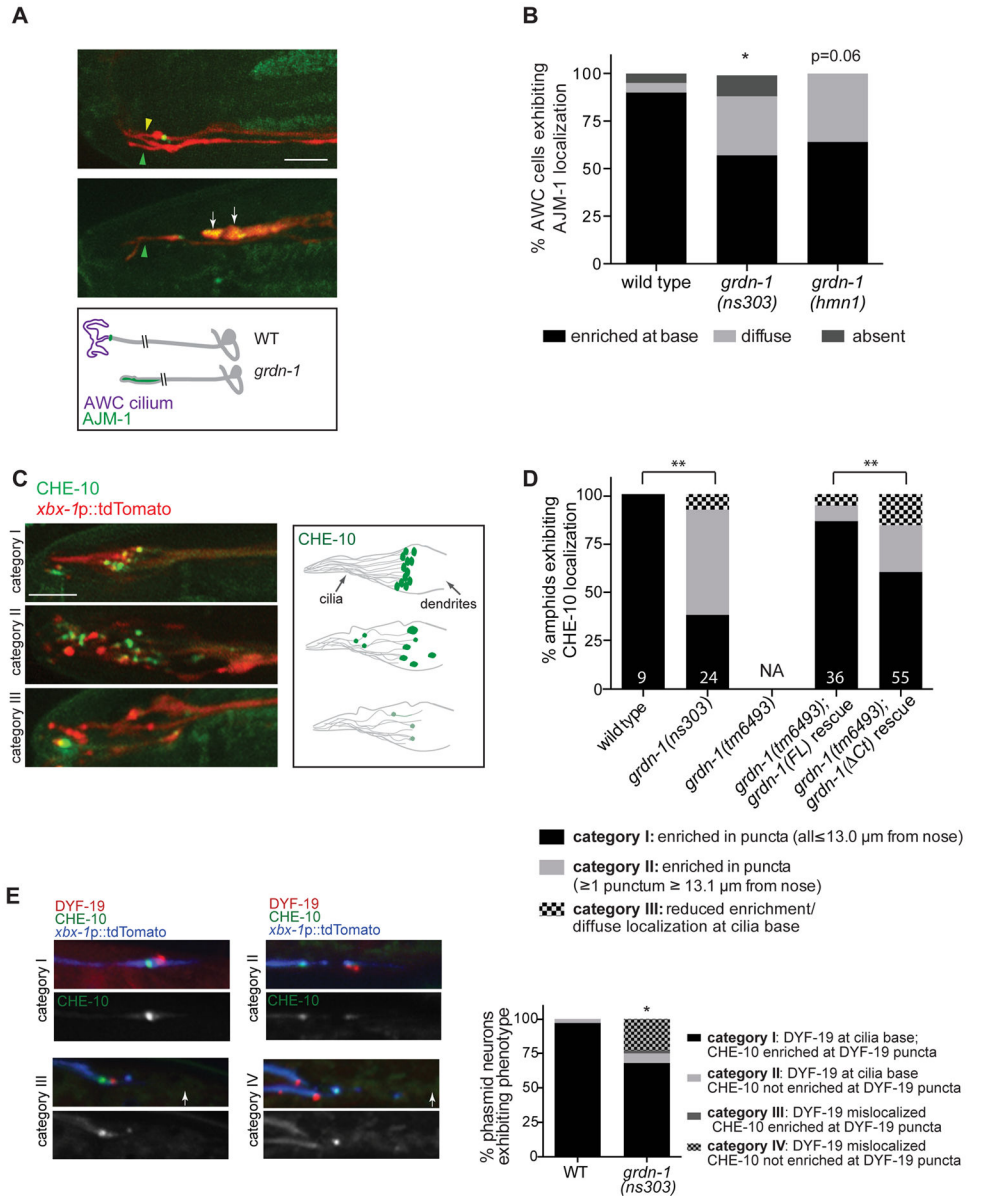 A
WT
grdn-1
AWC cilium
AJM-1
B
% AWC cells exhibiting
AJM-1 localization
100
75
50
25
0
*
p=0.06
wild type
grdn-1
(ns303)
grdn-1
(hmn1)
enriched at base
diffuse
absent
C
CHE-10
xbx-1p::tdTomato
category I
category II
category III
CHE-10
cilia
dendrites
D
% amphids exhibiting
CHE-10 localization
100
75
50
25
0
**
**
9
24
NA
36
55
wild type
grdn-1(ns303)
grdn-1(tm6493)
grdn-1(tm6493);
grdn-1(FL) rescue
grdn-1(tm6493);
grdn-1(ΔCt) rescue
category I: enriched in puncta (all≤13.0 µm from nose)
category II: enriched in puncta
(≥1 punctum ≥ 13.1 µm from nose)
category III: reduced enrichment/
diffuse localization at cilia base
E
DYF-19
CHE-10
xbx-1p::tdTomato
category I
CHE-10
DYF-19
CHE-10
xbx-1p::tdTomato
category II
CHE-10
category III
category IV
% phasmid neurons
exhibiting phenotype
100
75
50
25
0
*
WT
grdn-1
(ns303)
category I: DYF-19 at cilia base;
CHE-10 enriched at DYF-19 puncta
category II: DYF-19 at cilia base
CHE-10 not enriched at DYF-19 puncta
category III: DYF-19 mislocalized
CHE-10 enriched at DYF-19 puncta
category IV: DYF-19 mislocalized
CHE-10 not enriched at DYF-19 puncta